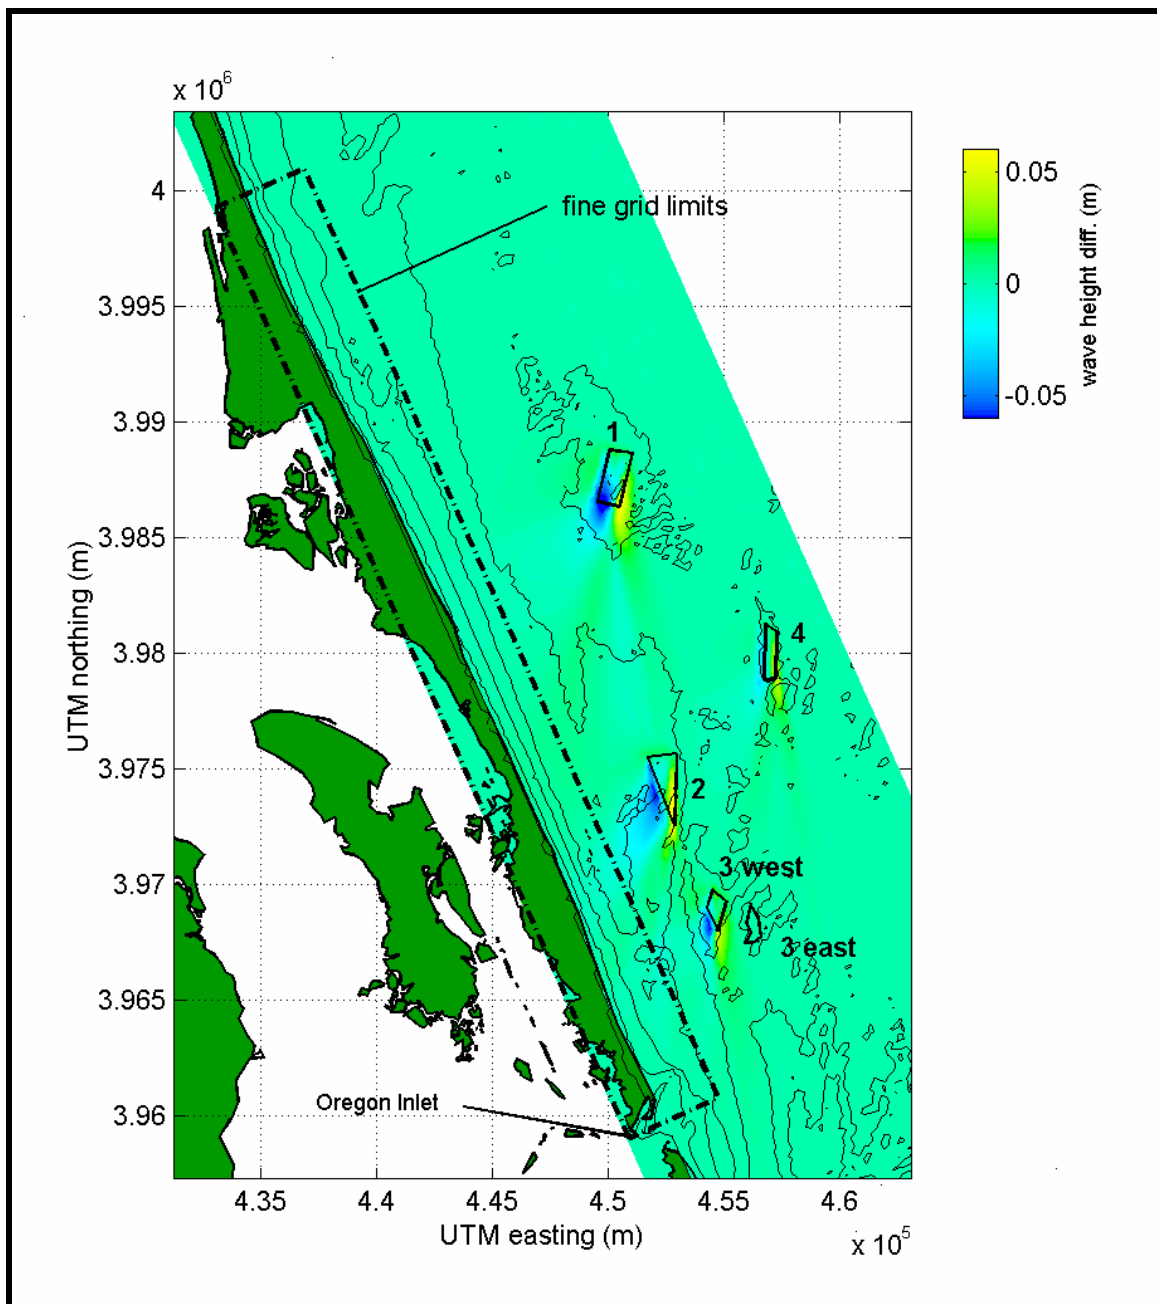 x 10^6
4
3.995
3.99
3.985
3.98
3.975
3.97
3.965
3.96
UTM northing (m)
fine grid limits
1
4
2
3 west
3 east
Oregon Inlet
4.35
4.4
4.45
4.5
4.55
4.6
UTM easting (m)
x 10^5
0.05
0
-0.05
wave height diff. (m)